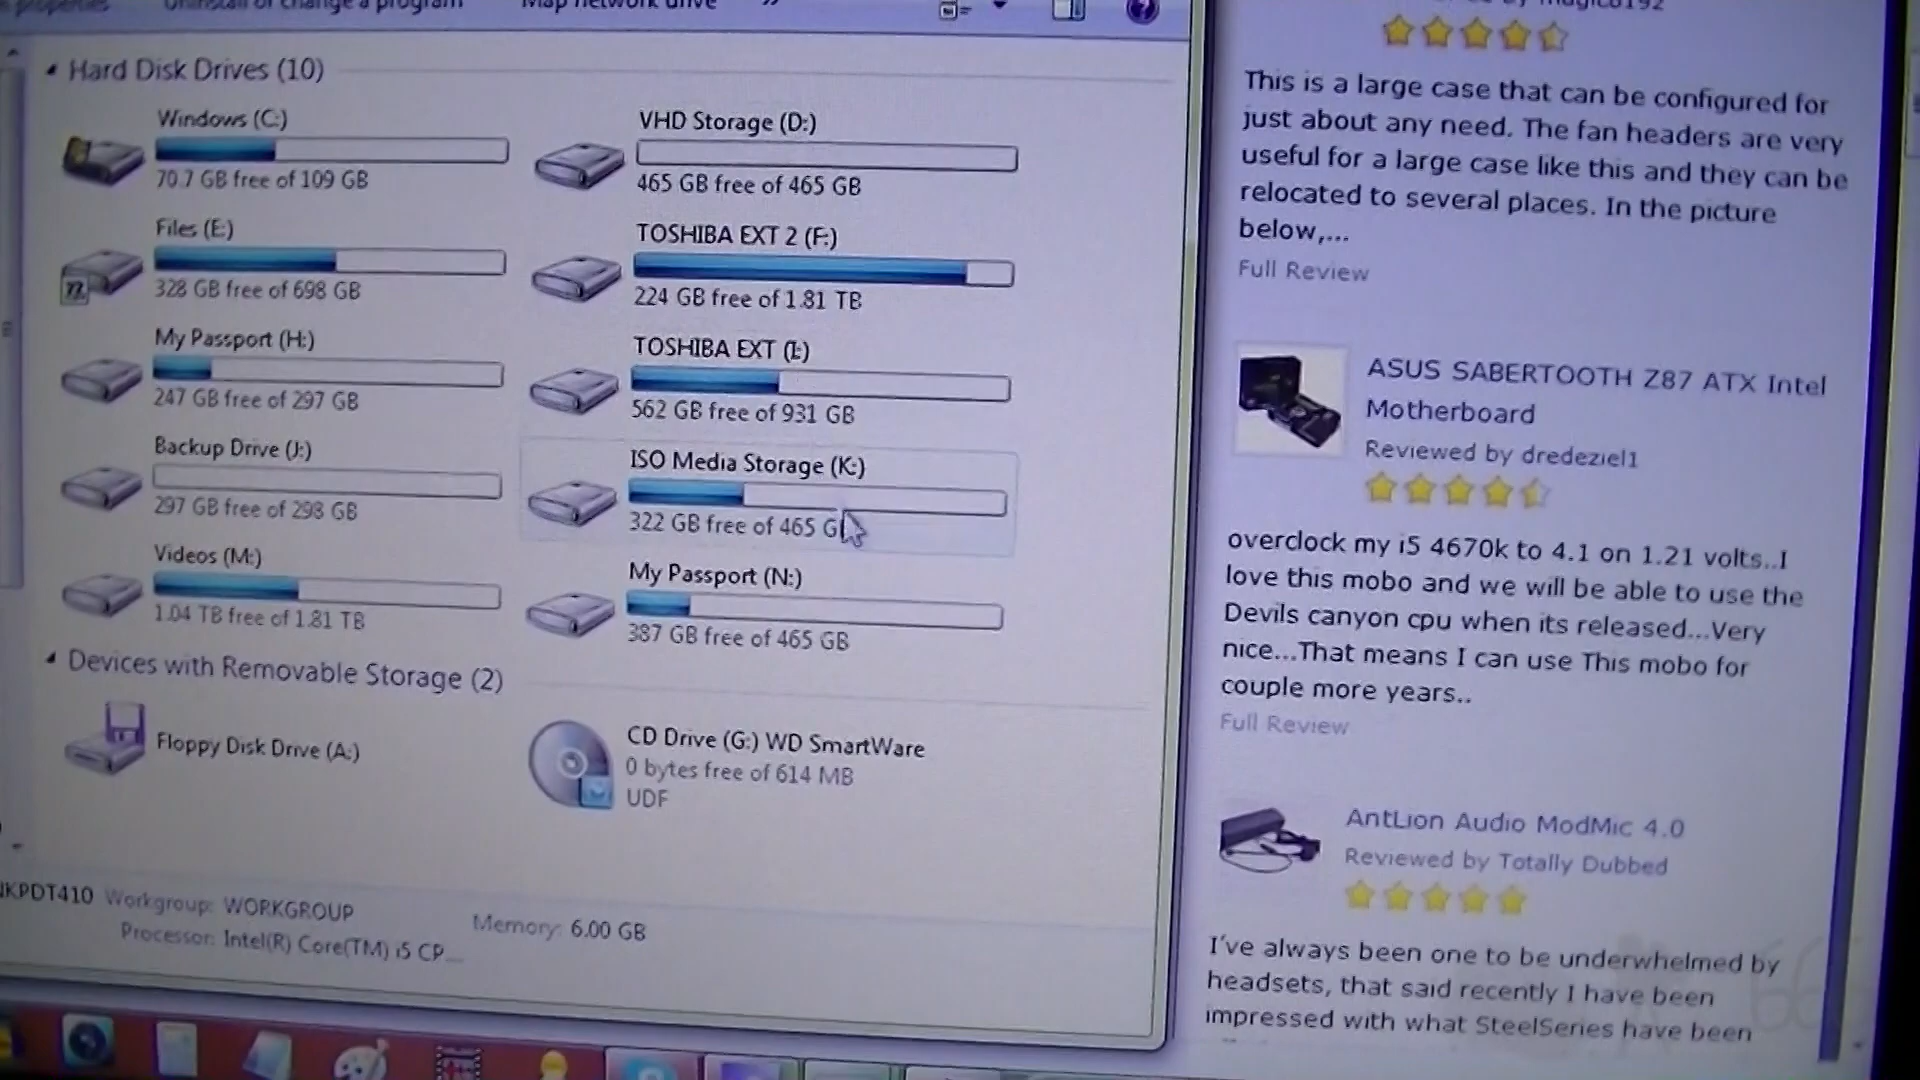 Uninstall or change a program
Map network drive
Hard Disk Drives (10)
Windows (C:)
70.7 GB free of 109 GB
VHD Storage (D:)
465 GB free of 465 GB
Files (E:)
328 GB free of 698 GB
TOSHIBA EXT 2 (F:)
224 GB free of 1.81 TB
My Passport (H:)
247 GB free of 297 GB
TOSHIBA EXT (I:)
562 GB free of 931 GB
Backup Drive (J:)
297 GB free of 298 GB
ISO Media Storage (K:)
322 GB free of 465 G
Videos (M:)
1.04 TB free of 1.81 TB
My Passport (N:)
387 GB free of 465 GB
Devices with Removable Storage (2)
Floppy Disk Drive (A:)
CD Drive (G:) WD SmartWare
0 bytes free of 614 MB
UDF
KPDT410 Workgroup: WORKGROUP
Memory: 6.00 GB
Processor: Intel(R) Core(TM) i5 CP...
This is a large case that can be configured for
just about any need. The fan headers are very
useful for a large case like this and they can be
relocated to several places. In the picture
below,...
Full Review
ASUS SABERTOOTH Z87 ATX Intel
Motherboard
Reviewed by dredeziel1
overclock my i5 4670k to 4.1 on 1.21 volts..I
love this mobo and we will be able to use the
Devils canyon cpu when its released...Very
nice...That means I can use This mobo for
couple more years..
Full Review
AntLion Audio ModMic 4.0
Reviewed by Totally Dubbed
I've always been one to be underwhelmed by
headsets, that said recently I have been
impressed with what SteelSeries have been